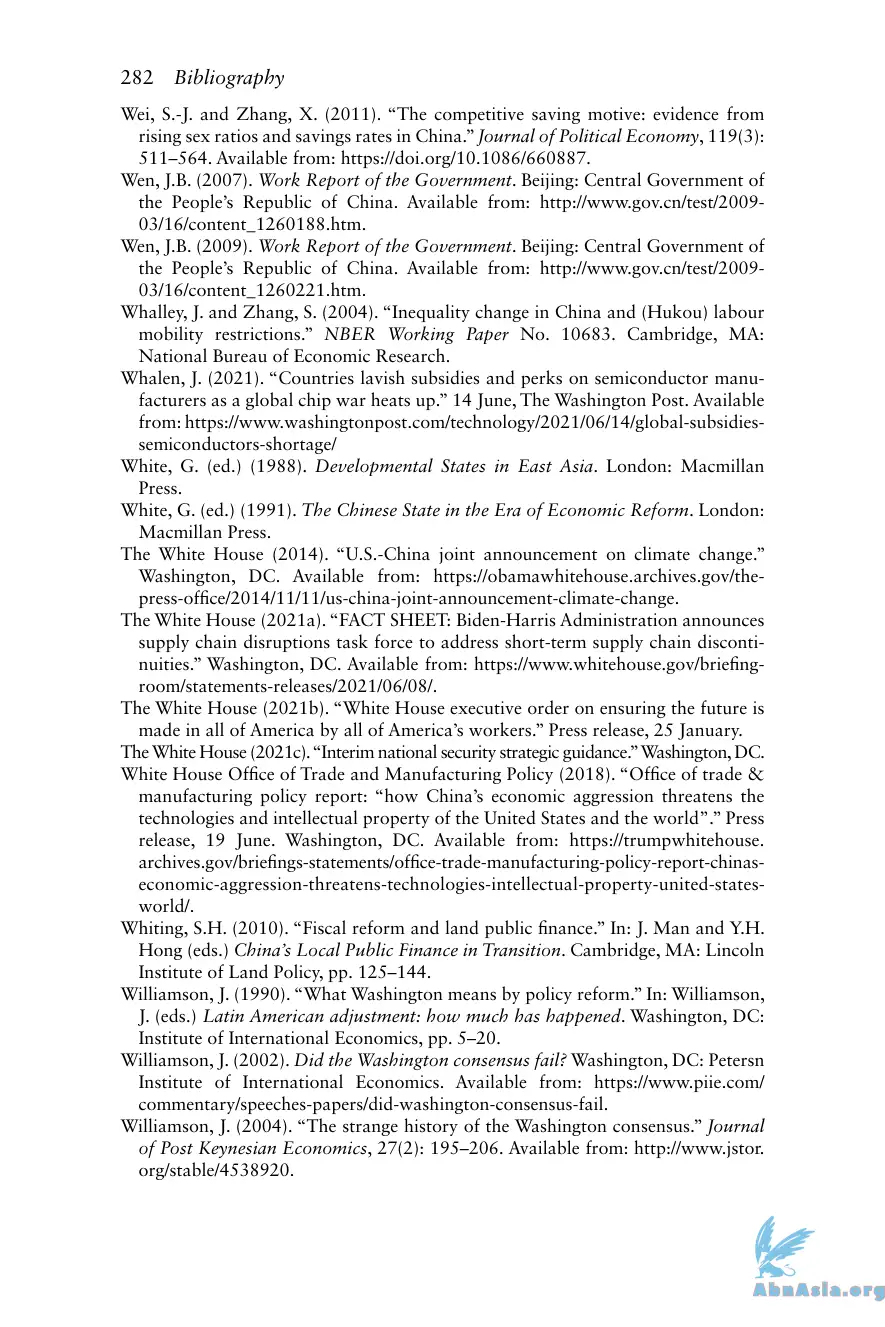 282 Bibliography
Wei, S.-J. and Zhang, X. (2011). “The competitive saving motive: evidence from
rising sex ratios and savings rates in China.” Journal of Political Economy, 119(3):
511–564. Available from: https://doi.org/10.1086/660887.
Wen, J.B. (2007). Work Report of the Government. Beijing: Central Government of
the People’s Republic of China. Available from: http://www.gov.cn/test/2009-
03/16/content_1260188.htm.
Wen, J.B. (2009). Work Report of the Government. Beijing: Central Government of
the People’s Republic of China. Available from: http://www.gov.cn/test/2009-
03/16/content_1260221.htm.
Whalley, J. and Zhang, S. (2004). “Inequality change in China and (Hukou) labour
mobility restrictions.” NBER Working Paper No. 10683. Cambridge, MA:
National Bureau of Economic Research.
Whalen, J. (2021). “Countries lavish subsidies and perks on semiconductor manu-
facturers as a global chip war heats up.” 14 June, The Washington Post. Available
from: https://www.washingtonpost.com/technology/2021/06/14/global-subsidies-
semiconductors-shortage/
White, G. (ed.) (1988). Developmental States in East Asia. London: Macmillan
Press.
White, G. (ed.) (1991). The Chinese State in the Era of Economic Reform. London:
Macmillan Press.
The White House (2014). “U.S.-China joint announcement on climate change.”
Washington, DC. Available from: https://obamawhitehouse.archives.gov/the-
press-office/2014/11/11/us-china-joint-announcement-climate-change.
The White House (2021a). “FACT SHEET: Biden-Harris Administration announces
supply chain disruptions task force to address short-term supply chain disconti-
nuities.” Washington, DC. Available from: https://www.whitehouse.gov/briefing-
room/statements-releases/2021/06/08/.
The White House (2021b). “White House executive order on ensuring the future is
made in all of America by all of America’s workers.” Press release, 25 January.
The White House (2021c). “Interim national security strategic guidance.” Washington, DC.
White House Office of Trade and Manufacturing Policy (2018). “Office of trade &
manufacturing policy report: “how China’s economic aggression threatens the
technologies and intellectual property of the United States and the world”.” Press
release, 19 June. Washington, DC. Available from: https://trumpwhitehouse.
archives.gov/briefings-statements/office-trade-manufacturing-policy-report-chinas-
economic-aggression-threatens-technologies-intellectual-property-united-states-
world/.
Whiting, S.H. (2010). “Fiscal reform and land public finance.” In: J. Man and Y.H.
Hong (eds.) China’s Local Public Finance in Transition. Cambridge, MA: Lincoln
Institute of Land Policy, pp. 125–144.
Williamson, J. (1990). “What Washington means by policy reform.” In: Williamson,
J. (eds.) Latin American adjustment: how much has happened. Washington, DC:
Institute of International Economics, pp. 5–20.
Williamson, J. (2002). Did the Washington consensus fail? Washington, DC: Petersn
Institute of International Economics. Available from: https://www.piie.com/
commentary/speeches-papers/did-washington-consensus-fail.
Williamson, J. (2004). “The strange history of the Washington consensus.” Journal
of Post Keynesian Economics, 27(2): 195–206. Available from: http://www.jstor.
org/stable/4538920.
AbnAsia.org